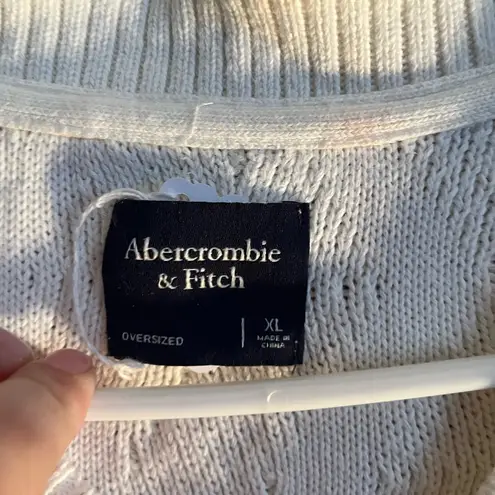 Abercrombie
& Fitch
OVERSIZED
XL
MADE IN
CHINA